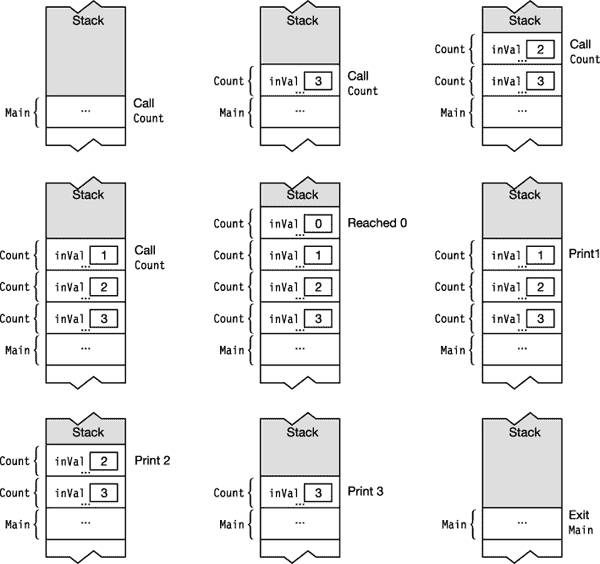 Stack
Main { ... Call
Count
Stack
Count { inVal 3 ... Call
Count
Main { ...
Stack
Count { inVal 2 ... Call
Count
Count { inVal 3 ...
Main { ...
Stack
Count { inVal 1 ... Call
Count
Count { inVal 2 ...
Count { inVal 3 ...
Main { ...
Stack
Count { inVal 0 ... Reached 0
Count { inVal 1 ...
Count { inVal 2 ...
Count { inVal 3 ...
Main { ...
Stack
Count { inVal 1 ... Print1
Count { inVal 2 ...
Count { inVal 3 ...
Main { ...
Stack
Count { inVal 2 ... Print 2
Count { inVal 3 ...
Main { ...
Stack
Count { inVal 3 ... Print 3
Main { ...
Stack
Main { ... Exit
Main